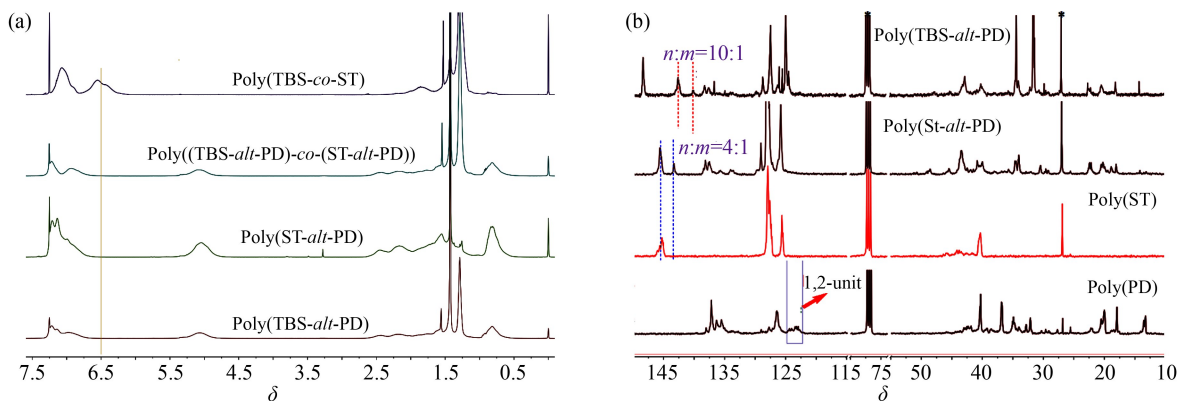 (a)
Poly(TBS-co-ST)
Poly((TBS-alt-PD)-co-(ST-alt-PD))
Poly(ST-alt-PD)
Poly(TBS-alt-PD)
7.5 6.5 5.5 4.5 3.5 2.5 1.5 0.5
δ
(b)
*
*
Poly(TBS-alt-PD)
n:m=10:1
Poly(St-alt-PD)
n:m=4:1
Poly(ST)
1,2-unit
Poly(PD)
145 135 125 115 75 50 40 30 20 10
δ